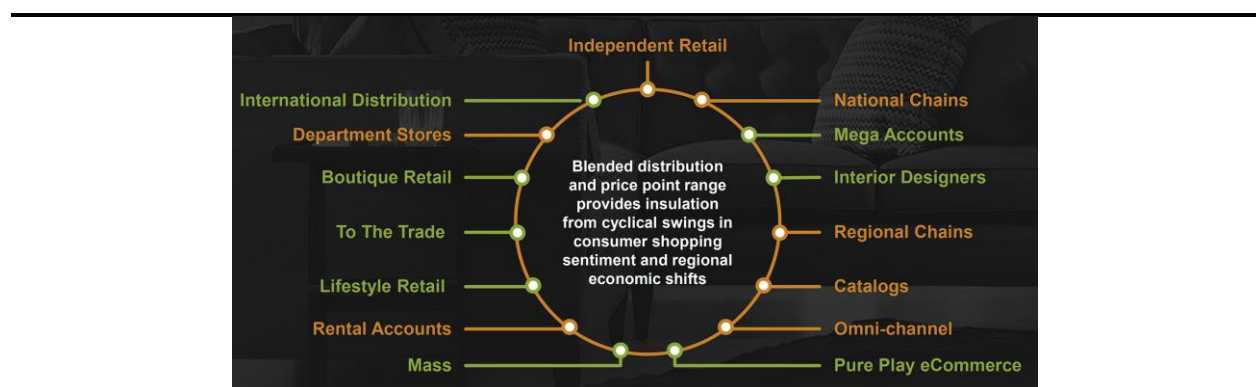 Independent Retail
International Distribution
National Chains
Department Stores
Mega Accounts
Boutique Retail
Interior Designers
To The Trade
Regional Chains
Lifestyle Retail
Catalogs
Rental Accounts
Omni-channel
Mass
Pure Play eCommerce
Blended distribution
and price point range
provides insulation
from cyclical swings in
consumer shopping
sentiment and regional
economic shifts